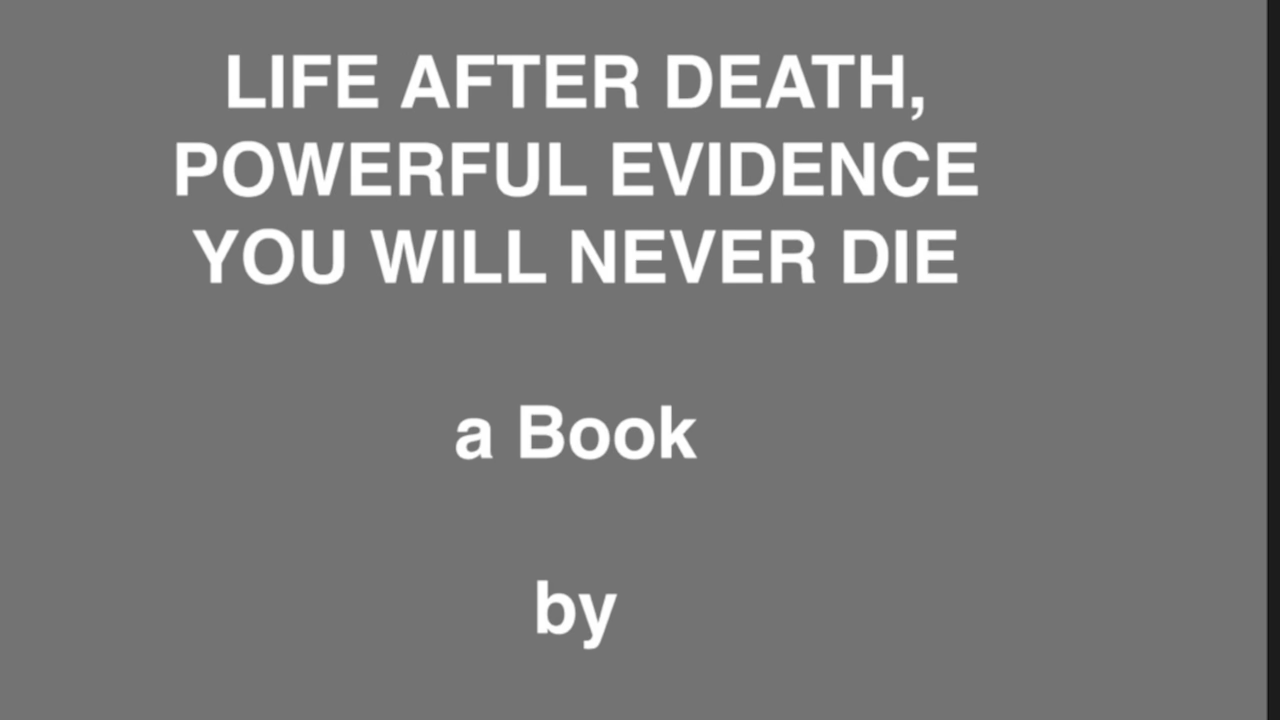 LIFE AFTER DEATH,
POWERFUL EVIDENCE
YOU WILL NEVER DIE
a Book
by